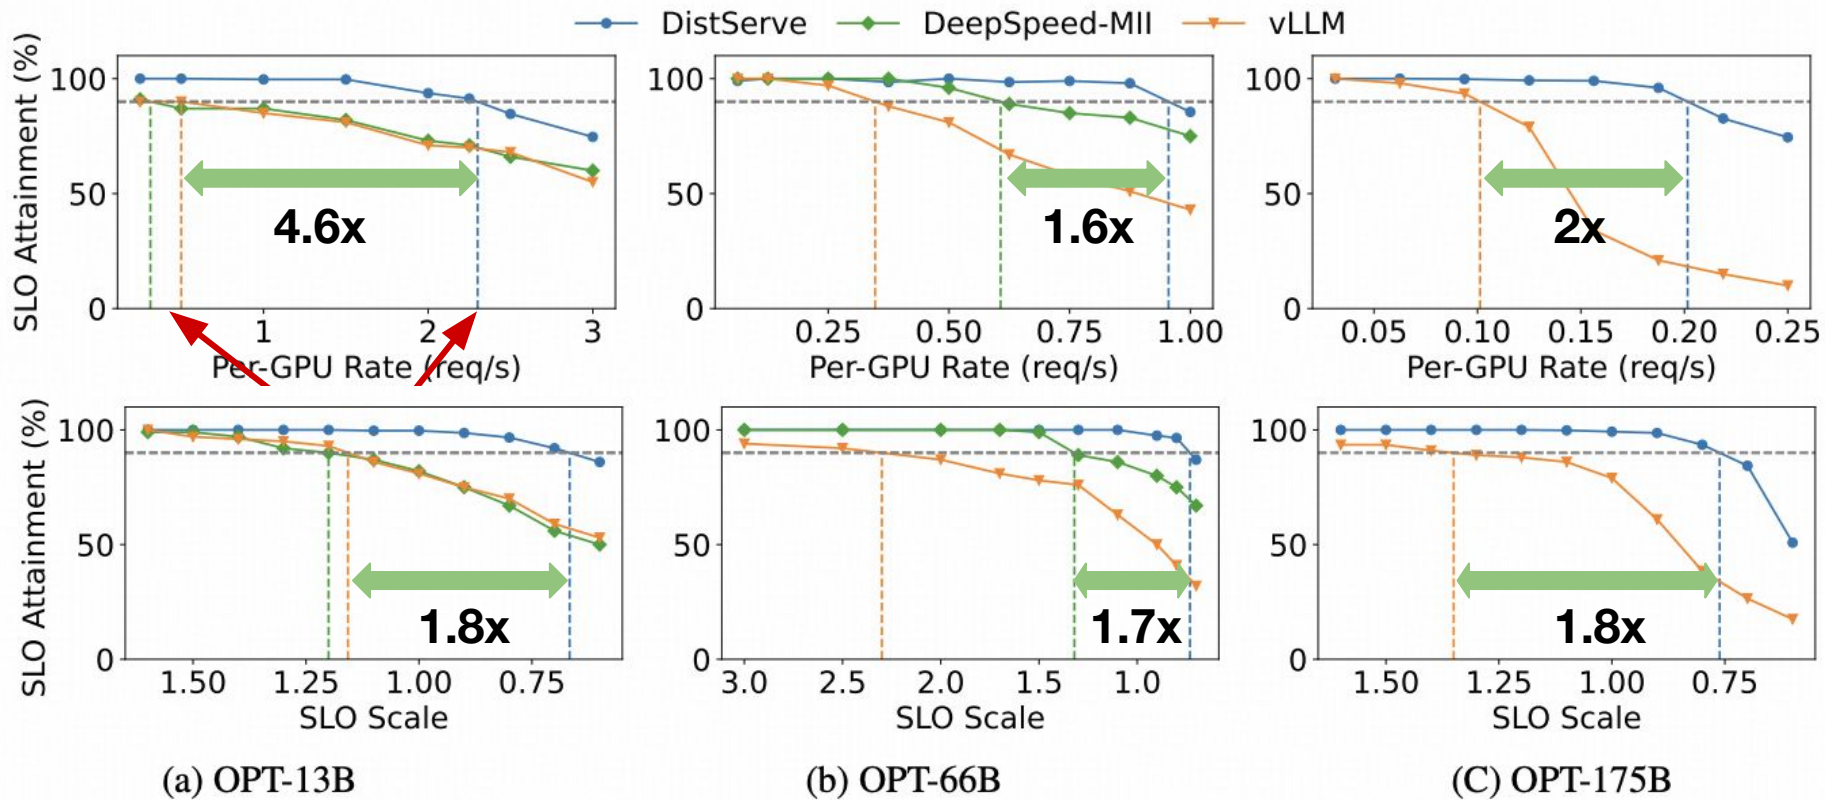 DistServe DeepSpeed-MII vLLM
SLO Attainment (%)
100
50
0
4.6x
1 2 3
Per-GPU Rate (req/s)
100
50
0
1.6x
0.25 0.50 0.75 1.00
Per-GPU Rate (req/s)
100
50
0
2x
0.05 0.10 0.15 0.20 0.25
Per-GPU Rate (req/s)
SLO Attainment (%)
100
50
0
1.8x
1.50 1.25 1.00 0.75
SLO Scale
100
50
0
1.7x
3.0 2.5 2.0 1.5 1.0
SLO Scale
100
50
0
1.8x
1.50 1.25 1.00 0.75
SLO Scale
(a) OPT-13B
(b) OPT-66B
(C) OPT-175B